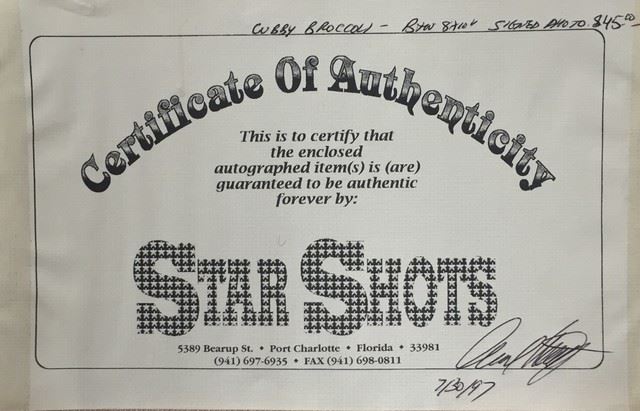 CUBBY BROCCOLI - B+W 8X10" SIGNED PHOTO $45.00
Certificate Of Authenticity
This is to certify that
the enclosed
autographed item(s) is (are)
guaranteed to be authentic
forever by:
STAR SHOTS
5389 Bearup St. • Port Charlotte • Florida • 33981
(941) 697-6935 • FAX (941) 698-0811
7/30/97